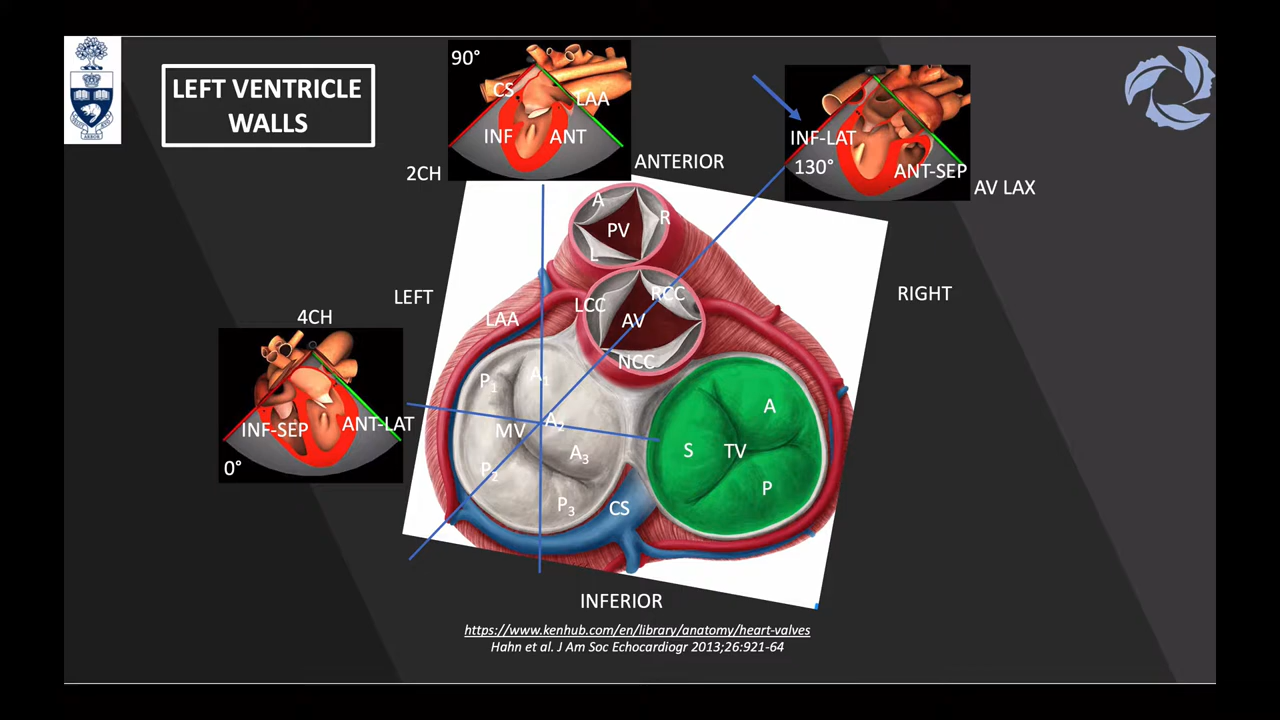 LEFT VENTRICLE
WALLS
90°
CS
LAA
INF
ANT
2CH
ANTERIOR
INF-LAT
130°
ANT-SEP
AV LAX
A
R
PV
L
LEFT
RIGHT
LCC
RCC
AV
NCC
LAA
4CH
INF-SEP
ANT-LAT
0°
P1
A1
A2
MV
A3
P2
P3
CS
A
S
TV
P
INFERIOR
https://www.kenhub.com/en/library/anatomy/heart-valves
Hahn et al. J Am Soc Echocardiogr 2013;26:921-64